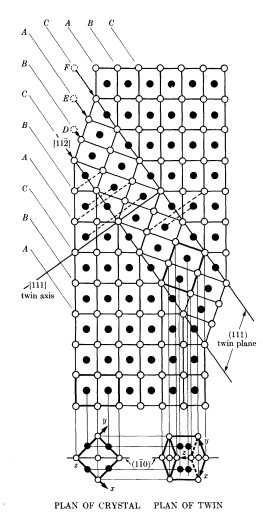 A C A B C
F
B
E
C
D
B
[112̄]
A
C
B
A
[111]
twin axis
(111)
twin plane
y
z
x
(11̄0)
z
y
x
PLAN OF CRYSTAL PLAN OF TWIN